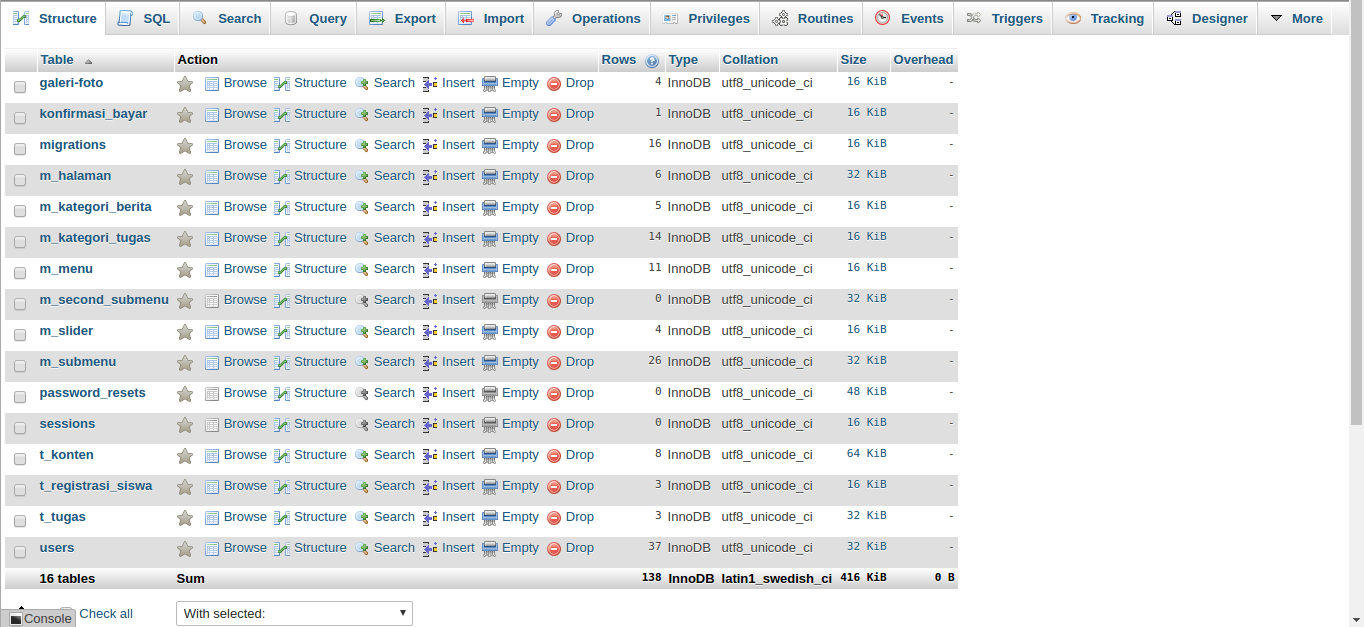 Structure SQL Search Query Export Import Operations Privileges Routines Events Triggers Tracking Designer More
Table Action Rows Type Collation Size Overhead
galeri-foto Browse Structure Search Insert Empty Drop 4 InnoDB utf8_unicode_ci 16 KiB -
konfirmasi_bayar Browse Structure Search Insert Empty Drop 1 InnoDB utf8_unicode_ci 16 KiB -
migrations Browse Structure Search Insert Empty Drop 16 InnoDB utf8_unicode_ci 16 KiB -
m_halaman Browse Structure Search Insert Empty Drop 6 InnoDB utf8_unicode_ci 32 KiB -
m_kategori_berita Browse Structure Search Insert Empty Drop 5 InnoDB utf8_unicode_ci 16 KiB -
m_kategori_tugas Browse Structure Search Insert Empty Drop 14 InnoDB utf8_unicode_ci 16 KiB -
m_menu Browse Structure Search Insert Empty Drop 11 InnoDB utf8_unicode_ci 16 KiB -
m_second_submenu Browse Structure Search Insert Empty Drop 0 InnoDB utf8_unicode_ci 32 KiB -
m_slider Browse Structure Search Insert Empty Drop 4 InnoDB utf8_unicode_ci 16 KiB -
m_submenu Browse Structure Search Insert Empty Drop 26 InnoDB utf8_unicode_ci 32 KiB -
password_resets Browse Structure Search Insert Empty Drop 0 InnoDB utf8_unicode_ci 48 KiB -
sessions Browse Structure Search Insert Empty Drop 0 InnoDB utf8_unicode_ci 16 KiB -
t_konten Browse Structure Search Insert Empty Drop 8 InnoDB utf8_unicode_ci 64 KiB -
t_registrasi_siswa Browse Structure Search Insert Empty Drop 3 InnoDB utf8_unicode_ci 16 KiB -
t_tugas Browse Structure Search Insert Empty Drop 3 InnoDB utf8_unicode_ci 32 KiB -
users Browse Structure Search Insert Empty Drop 37 InnoDB utf8_unicode_ci 32 KiB -
16 tables Sum 138 InnoDB latin1_swedish_ci 416 KiB 0 B
Check all With selected:
Console